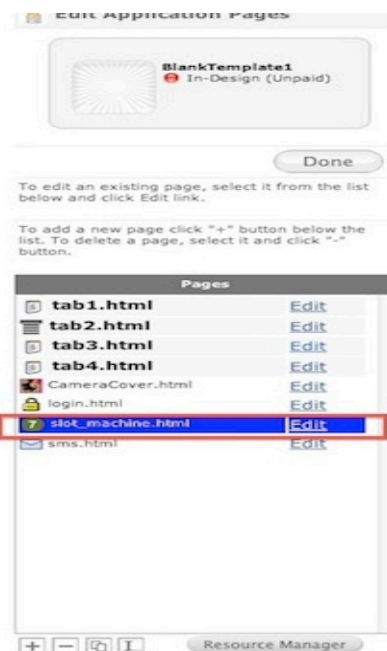 Edit Application Pages
BlankTemplate1
In-Design (Unpaid)
Done
To edit an existing page, select it from the list
below and click Edit link.
To add a new page click "+" button below the
list. To delete a page, select it and click "-"
button.
Pages
tab1.html Edit
tab2.html Edit
tab3.html Edit
tab4.html Edit
CameraCover.html Edit
login.html Edit
7 slot_machine.html Edit
sms.html Edit
Resource Manager